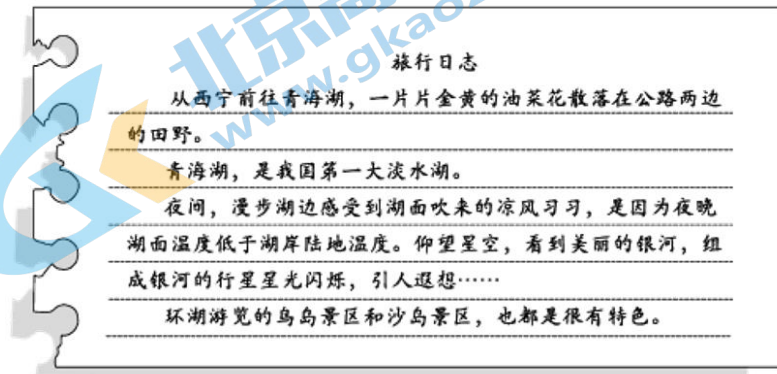 旅行日志
从西宁前往青海湖，一片片金黄的油菜花散落在公路两边
的田野。
青海湖，是我国第一大淡水湖。
夜间，漫步湖边感受到湖面吹来的凉风习习，是因为夜晚
湖面温度低于湖岸陆地温度。仰望星空，看到美丽的银河，组
成银河的行星星光闪烁，引人遐想……
环湖游览的鸟岛景区和沙岛景区，也都是很有特色。
北京
www.gkao